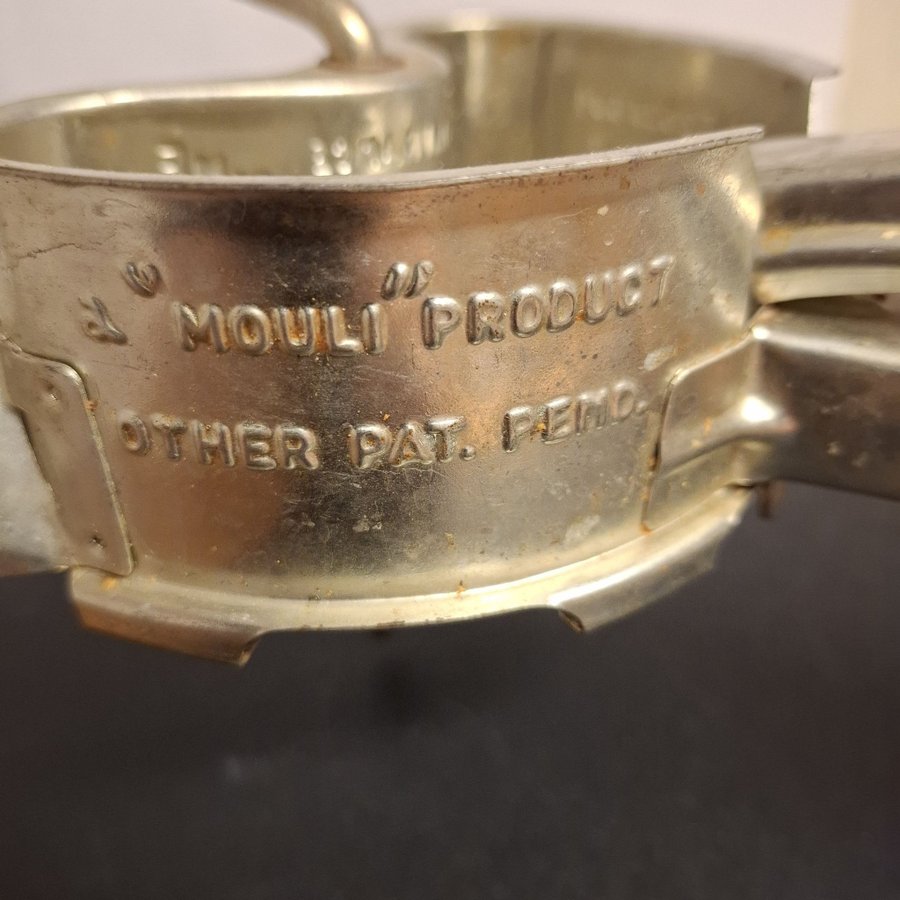 A "MOULI" PRODUCT
OTHER PAT. PEND.